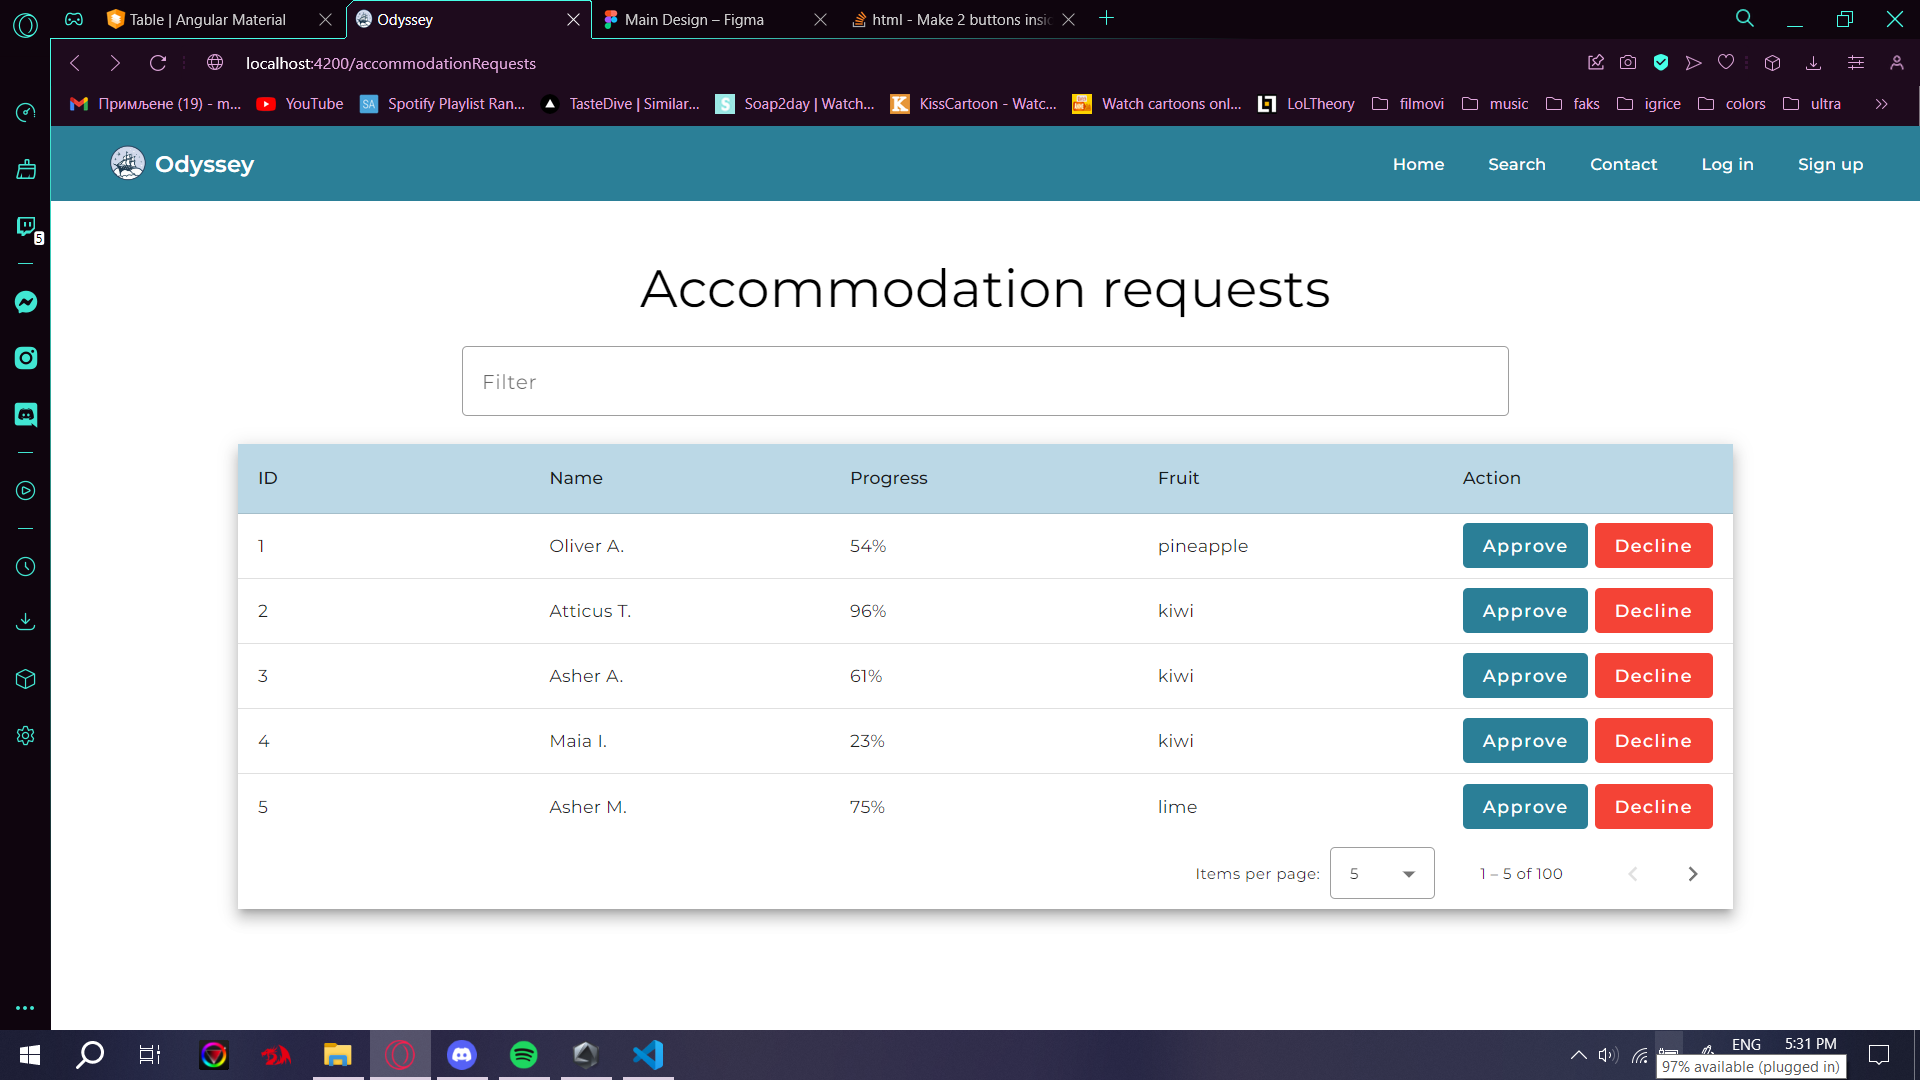 Table | Angular Material
Odyssey
Main Design – Figma
html - Make 2 buttons insid
localhost:4200/accommodationRequests
Примљене (19) - m...
YouTube
SA
Spotify Playlist Ran...
TasteDive | Similar...
S
Soap2day | Watch...
K
KissCartoon - Watc...
Watch cartoons onl...
LoLTheory
filmovi
music
faks
igrice
colors
ultra
5
Odyssey
Home
Search
Contact
Log in
Sign up
Accommodation requests
Filter
ID Name Progress Fruit Action
1 Oliver A. 54% pineapple Approve Decline
2 Atticus T. 96% kiwi Approve Decline
3 Asher A. 61% kiwi Approve Decline
4 Maia I. 23% kiwi Approve Decline
5 Asher M. 75% lime Approve Decline
Items per page: 5 1 – 5 of 100
ENG
5:31 PM
97% available (plugged in)